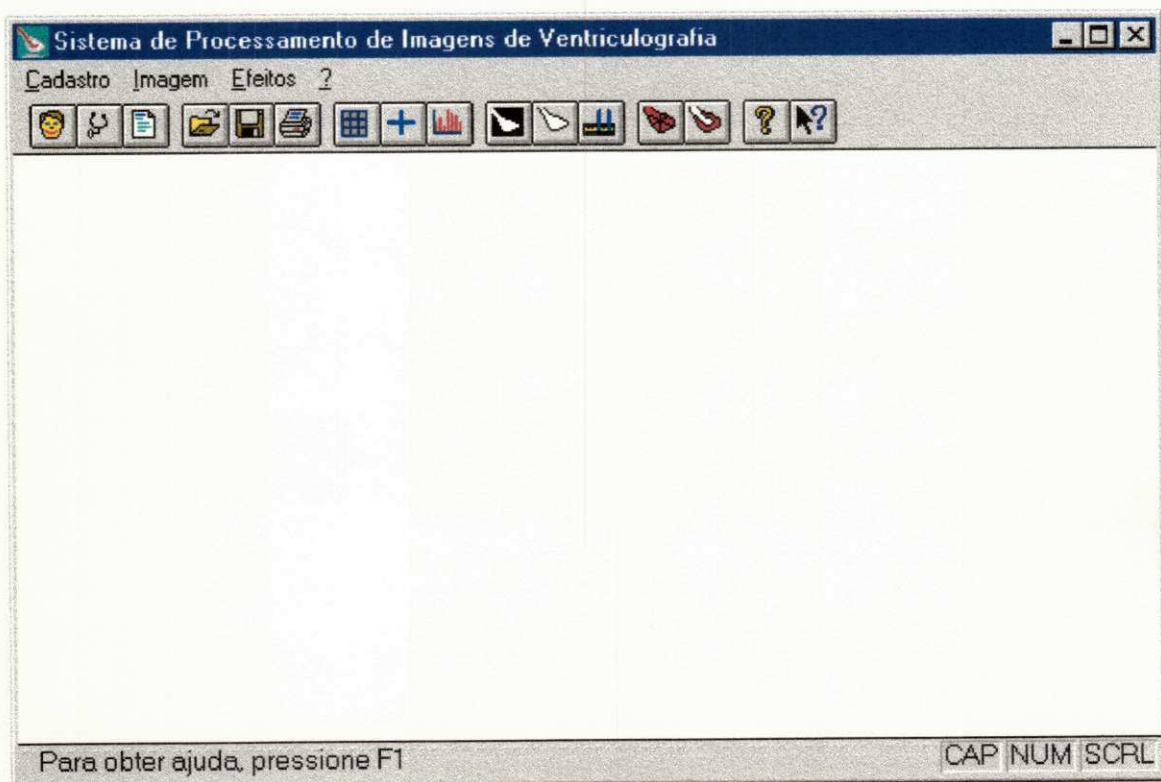 Sistema de Processamento de Imagens de Ventriculografia
Cadastro Imagem Efeitos ?
Para obter ajuda, pressione F1 CAP NUM SCRL